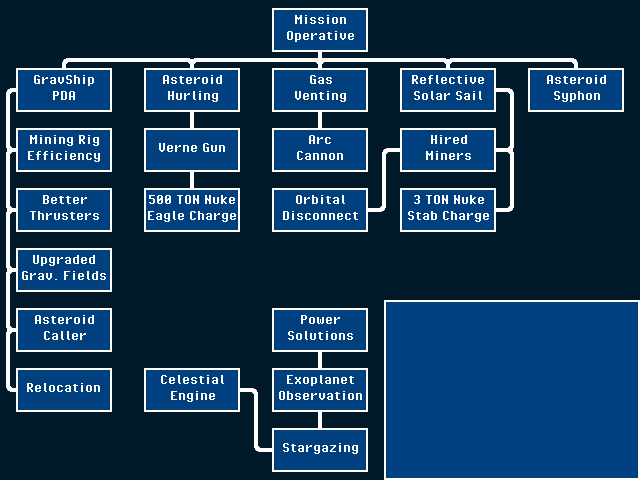 Mission
Operative
GravShip
PDA
Asteroid
Hurling
Gas
Venting
Reflective
Solar Sail
Asteroid
Syphon
Mining Rig
Efficiency
Verne Gun
Arc
Cannon
Hired
Miners
Better
Thrusters
500 TON Nuke
Eagle Charge
Orbital
Disconnect
3 TON Nuke
Stab Charge
Upgraded
Grav. Fields
Asteroid
Caller
Power
Solutions
Relocation
Celestial
Engine
Exoplanet
Observation
Stargazing